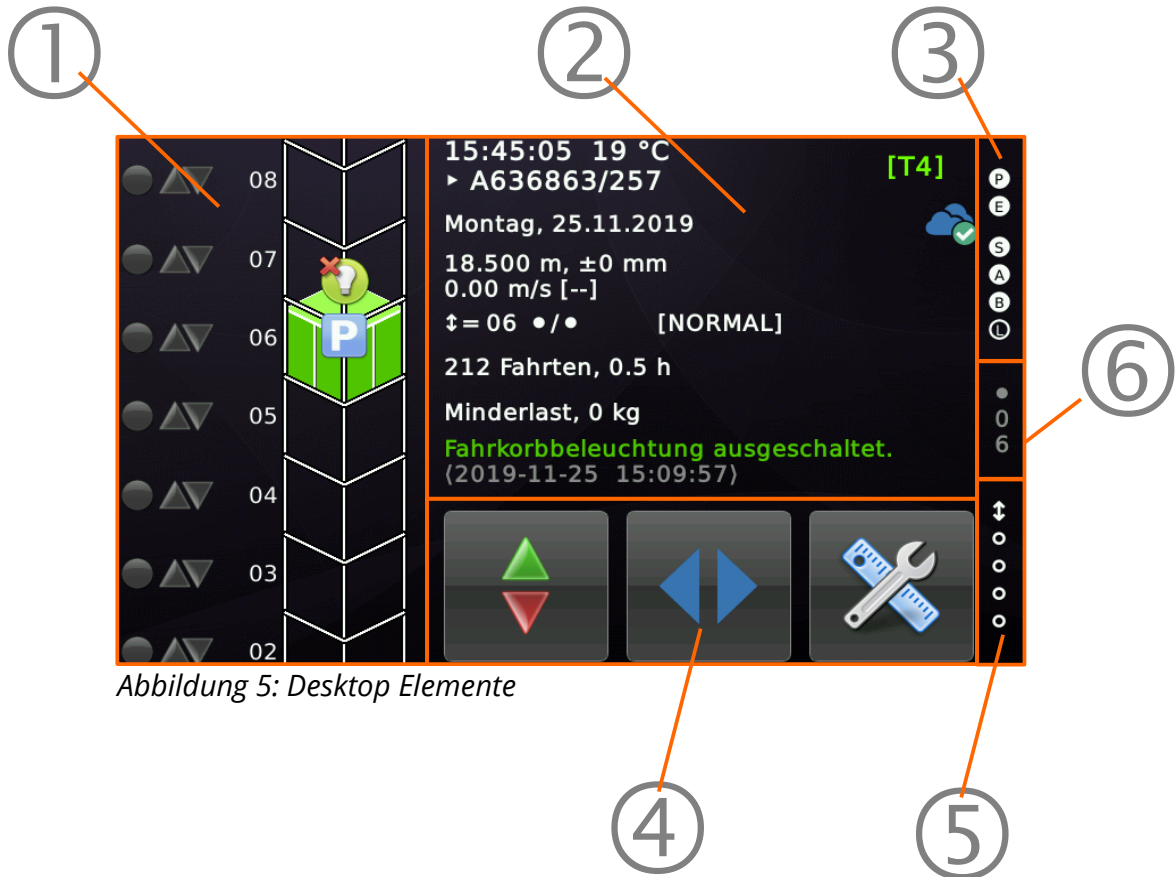 1
2
3
08
07
06
05
04
03
02
P
15:45:05 19 °C
▸ A636863/257
[T4]
Montag, 25.11.2019
18.500 m, ±0 mm
0.00 m/s [--]
↕= 06 •/• [NORMAL]
212 Fahrten, 0.5 h
Minderlast, 0 kg
Fahrkorbbeleuchtung ausgeschaltet.
(2019-11-25 15:09:57)
P
E
S
A
B
L
0
6
6
Abbildung 5: Desktop Elemente
4
5